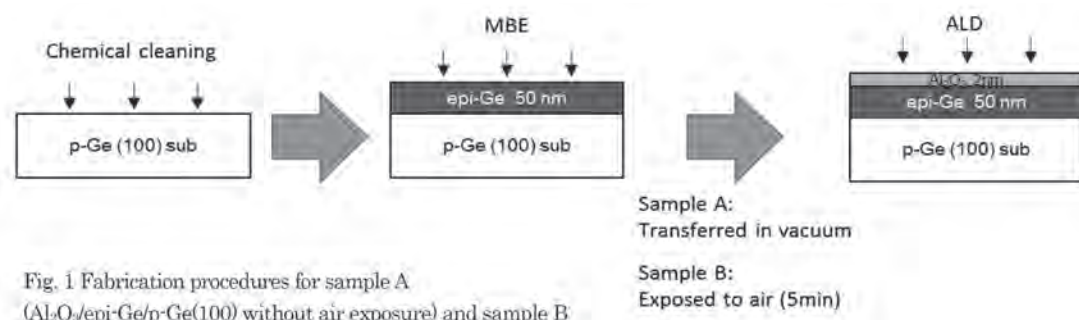 Chemical cleaning
p-Ge (100) sub
MBE
epi-Ge 50 nm
p-Ge (100) sub
Sample A:
Transferred in vacuum
Sample B:
Exposed to air (5min)
ALD
Al₂O₃ 2nm
epi-Ge 50 nm
p-Ge (100) sub
Fig. 1 Fabrication procedures for sample A
(Al₂O₃/epi-Ge/p-Ge(100) without air exposure) and sample B